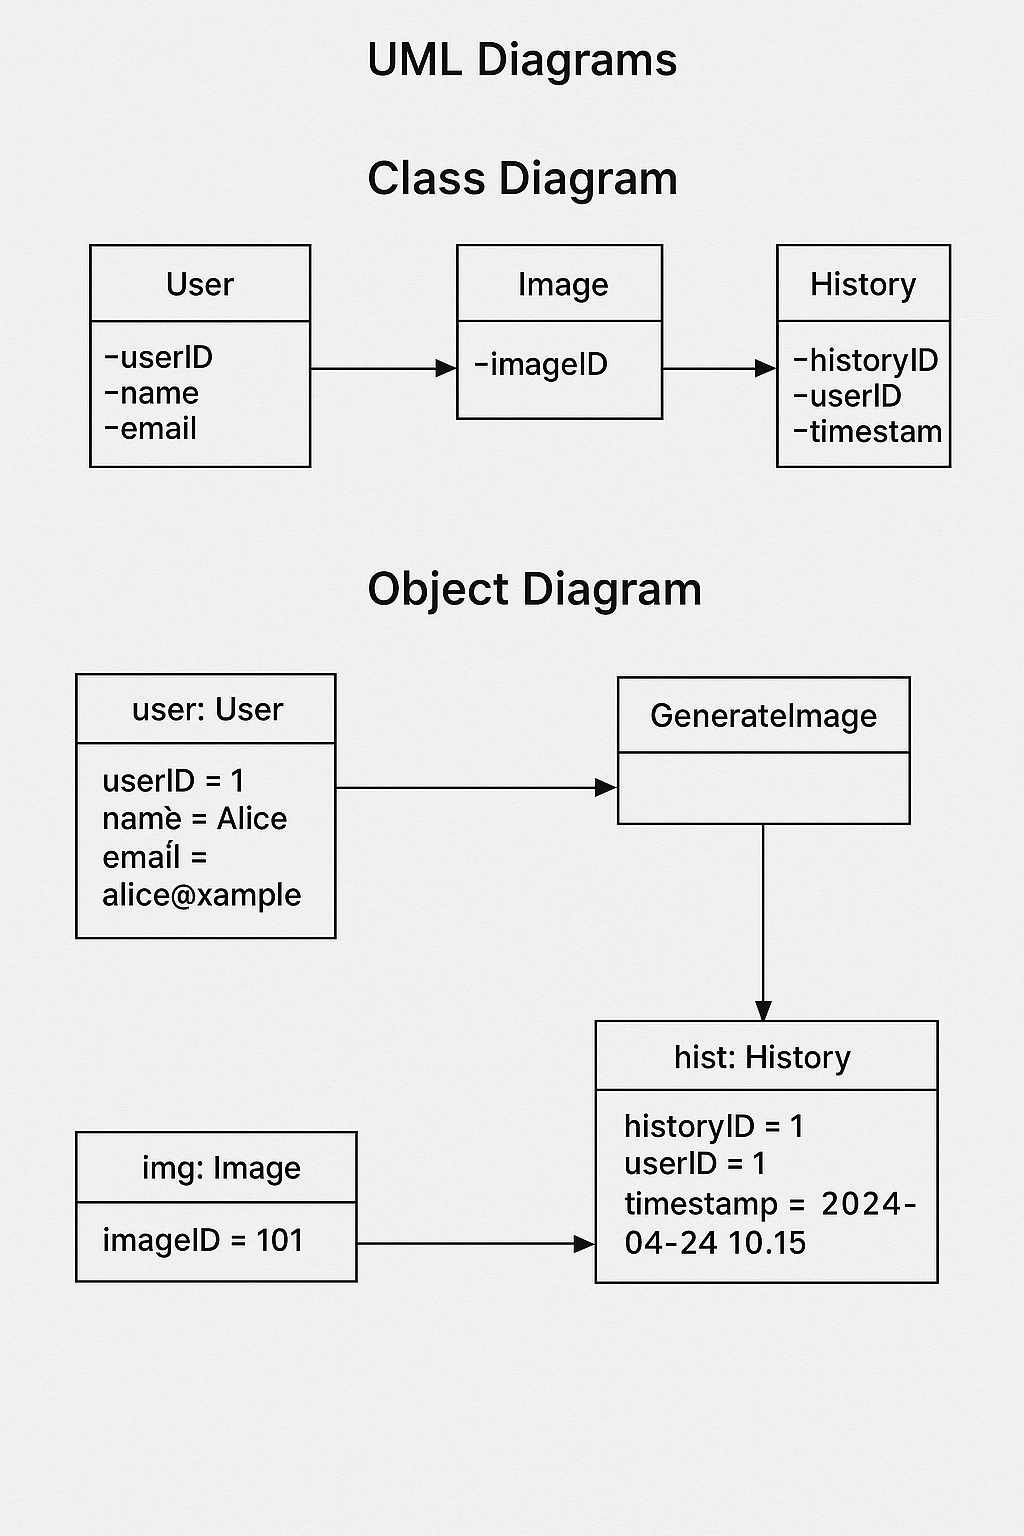 UML Diagrams
Class Diagram
User
-userID
-name
-email
Image
-imageID
History
-historyID
-userID
-timestam
Object Diagram
user: User
userID = 1
namè = Alice
emaíl =
alice@xample
GenerateImage
hist: History
historyID = 1
userID = 1
timestamp = 2024-
04-24 10.15
img: Image
imageID = 101